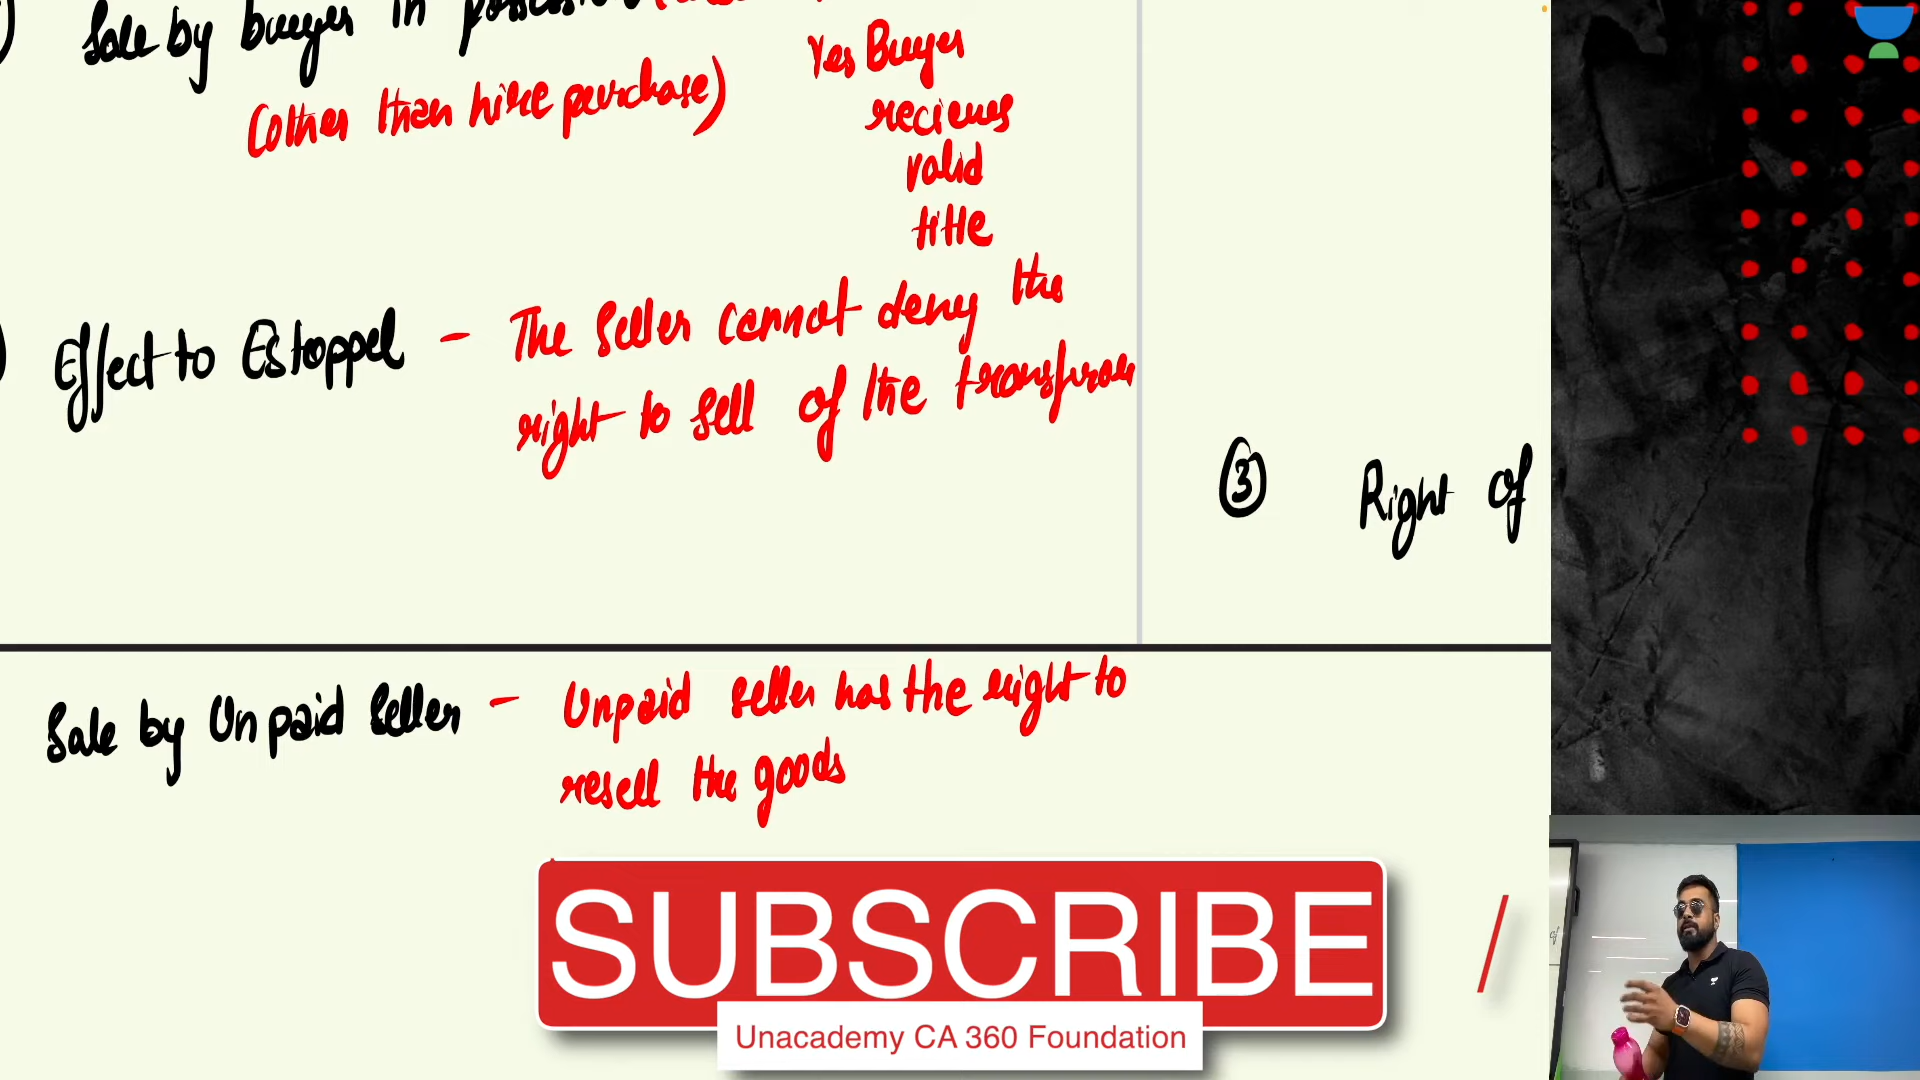 Sale by buyer in
(other than hire purchase)
Yes Buyer
recieves
valid
title
Effect to Estoppel - The seller cannot deny the
right to sell of the
③ Right of
Sale by Unpaid Seller - Unpaid seller has the right to
resell the goods
SUBSCRIBE /
Unacademy CA 360 Foundation